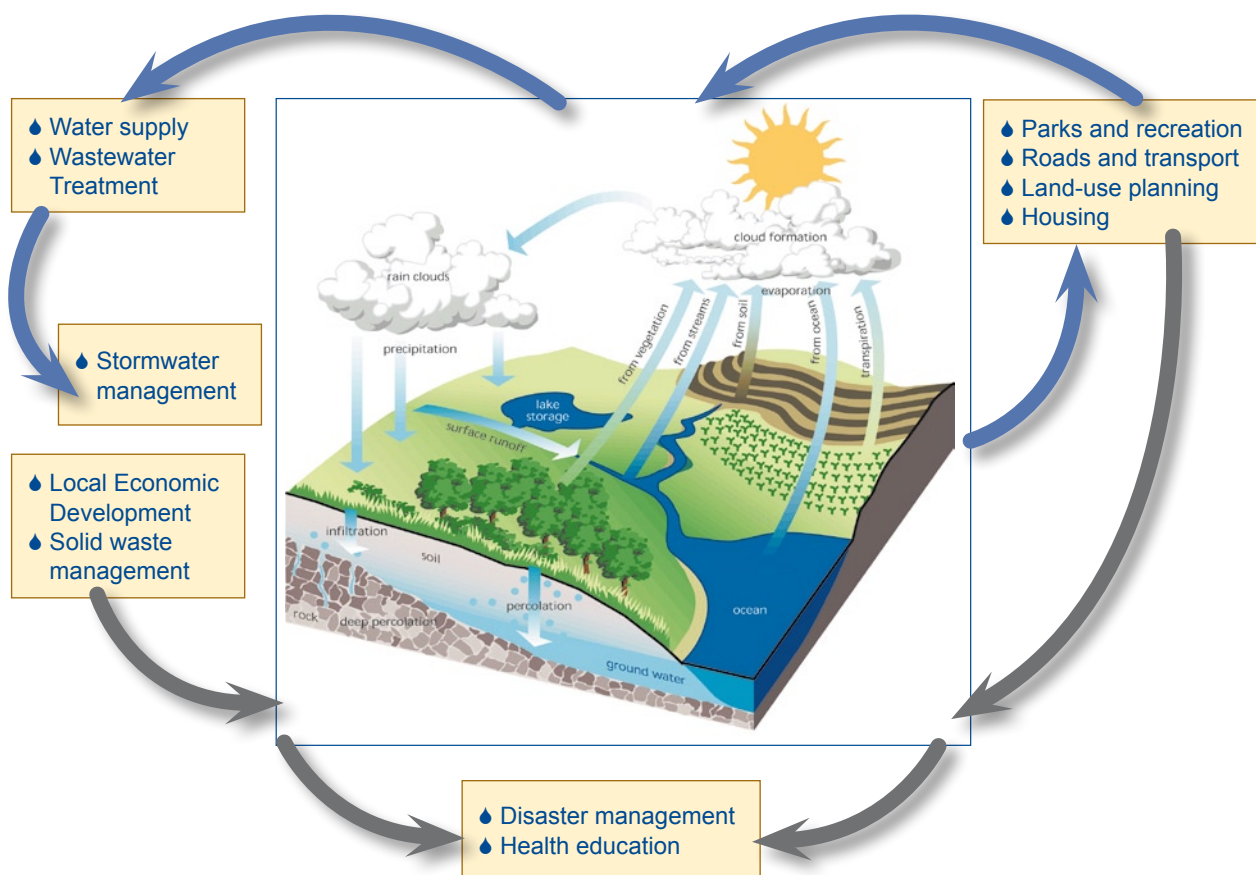 Water supply
Wastewater
Treatment
Parks and recreation
Roads and transport
Land-use planning
Housing
Stormwater
management
Local Economic
Development
Solid waste
management
cloud formation
rain clouds
evaporation
precipitation
from vegetation
from streams
from soil
from ocean
transpiration
lake
storage
surface runoff
infiltration
soil
percolation
rock
deep percolation
ocean
ground water
Disaster management
Health education